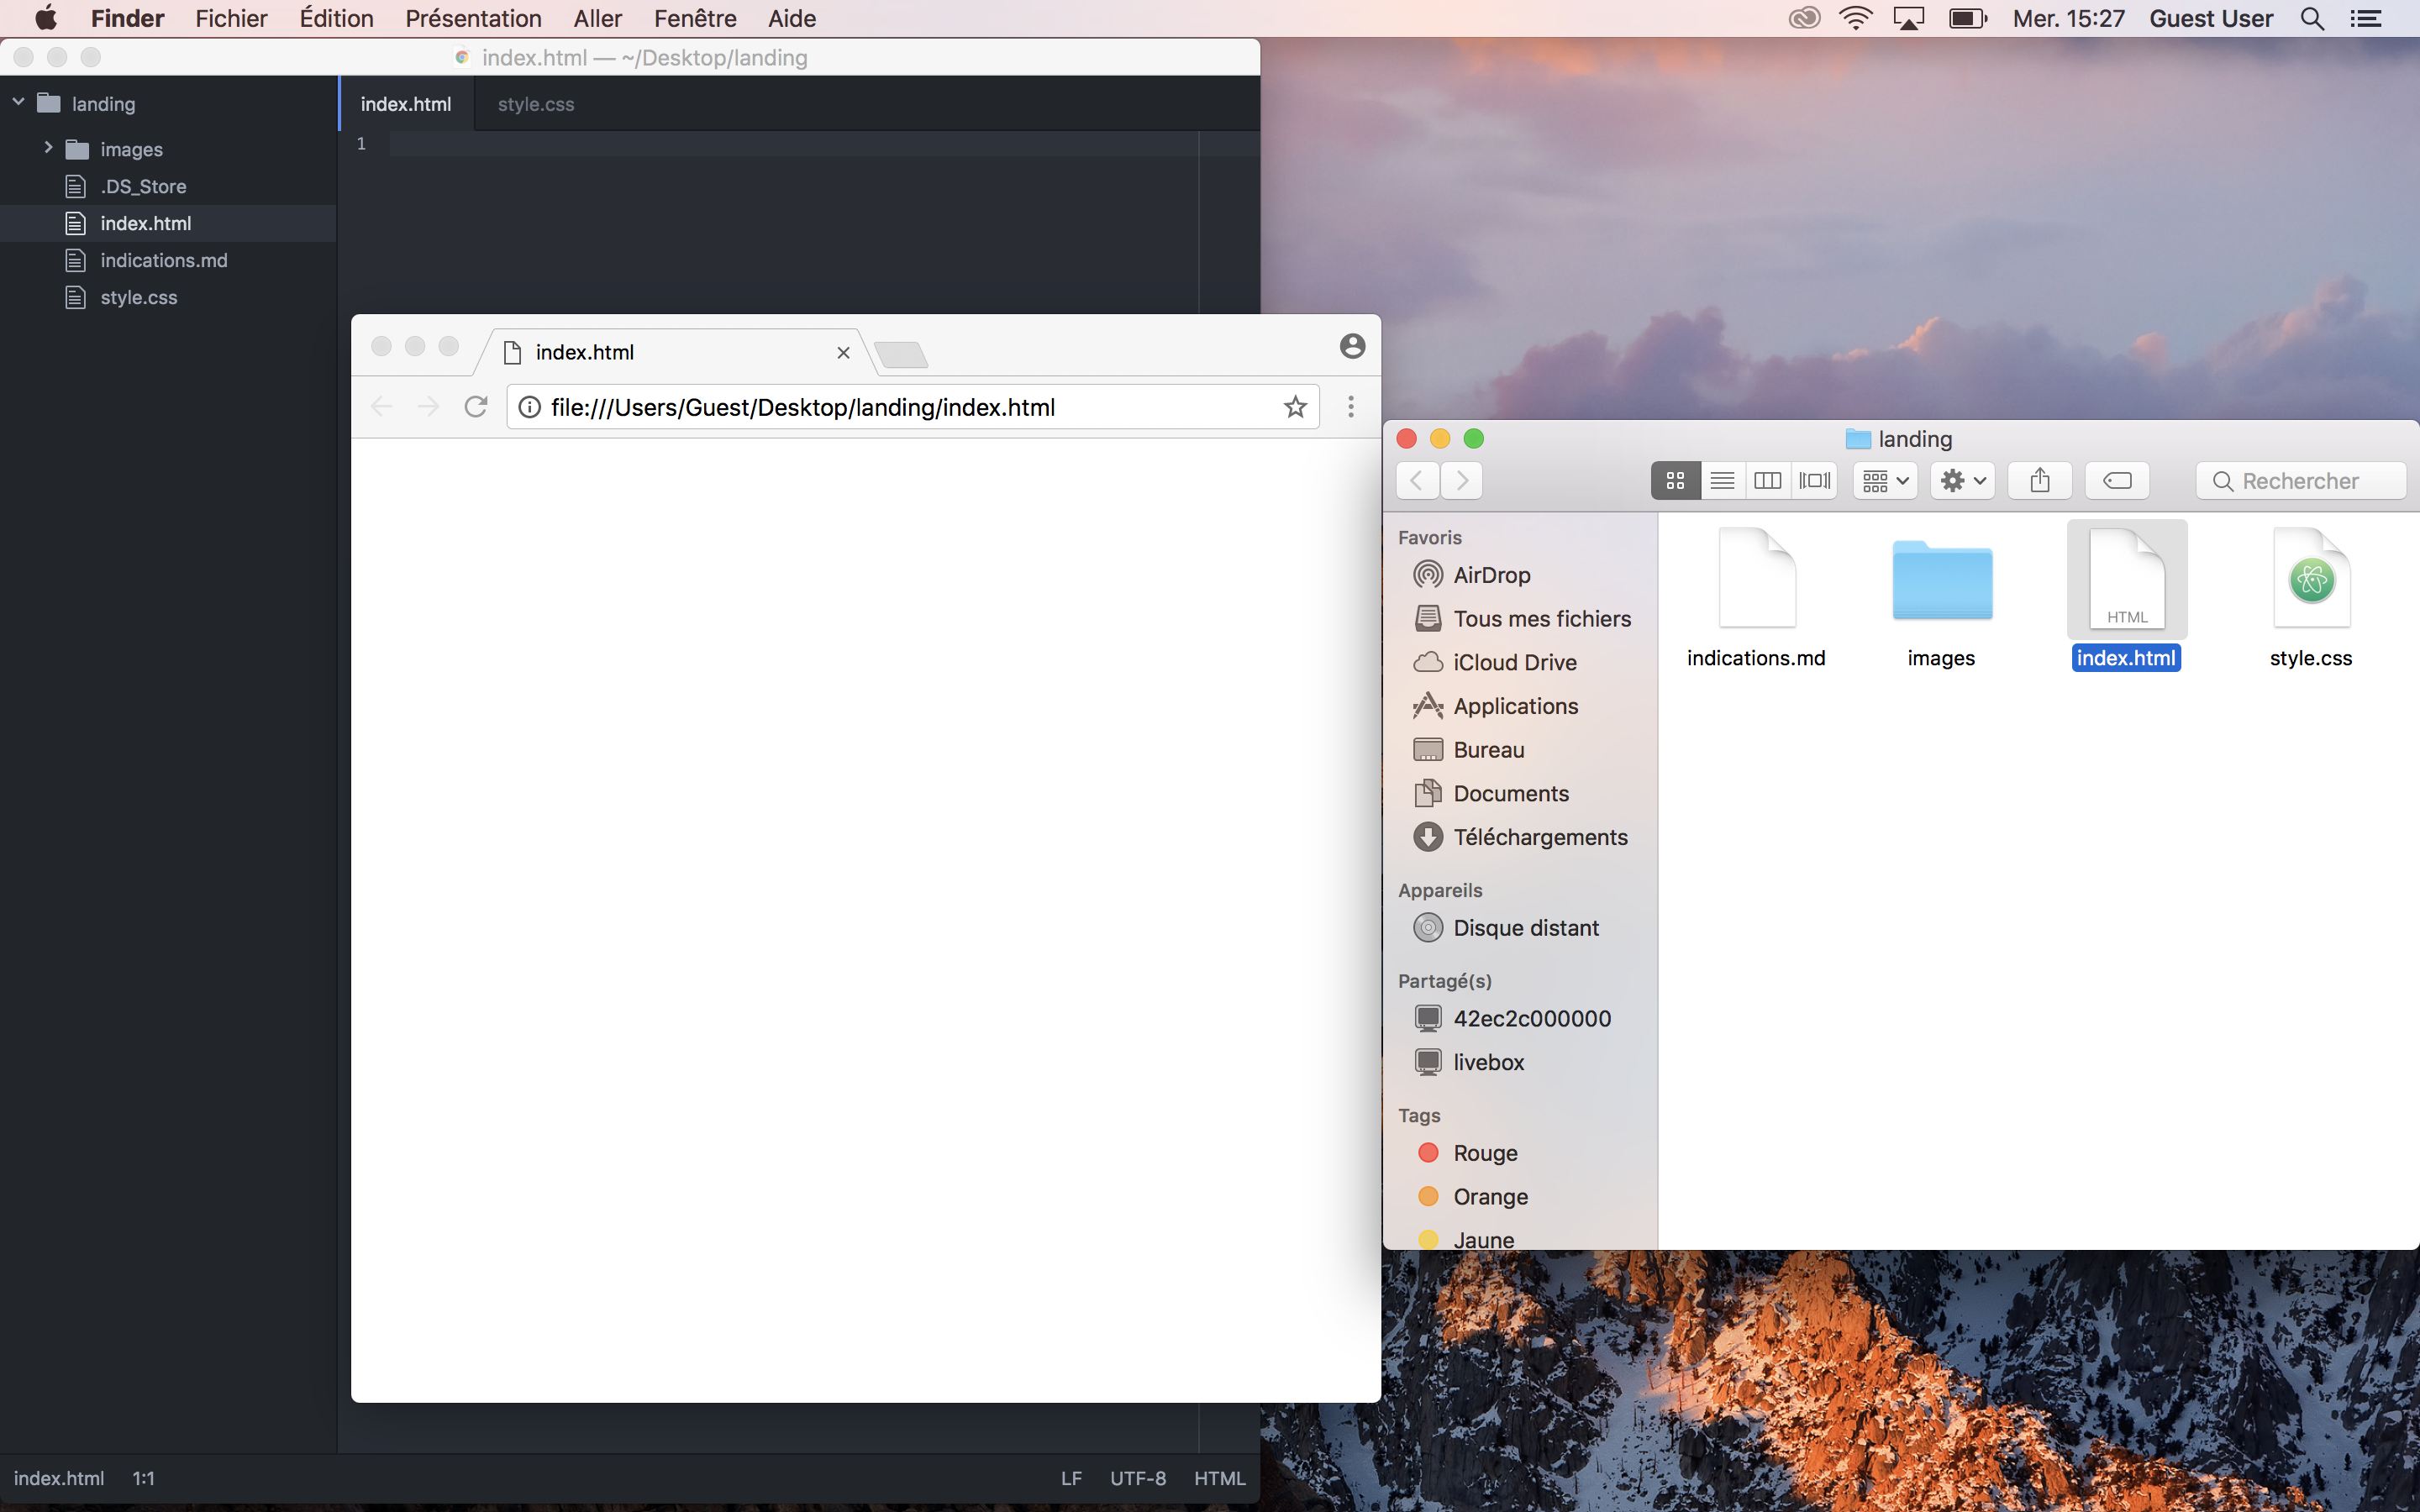 Finder Fichier Édition Présentation Aller Fenêtre Aide Mer. 15:27 Guest User
index.html — ~/Desktop/landing
landing
images
.DS_Store
index.html
indications.md
style.css
index.html style.css
1
index.html
file:///Users/Guest/Desktop/landing/index.html
landing
Rechercher
Favoris
AirDrop
Tous mes fichiers
iCloud Drive
Applications
Bureau
Documents
Téléchargements
Appareils
Disque distant
Partagé(s)
42ec2c000000
livebox
Tags
Rouge
Orange
Jaune
HTML
indications.md images index.html style.css
index.html 1:1 LF UTF-8 HTML